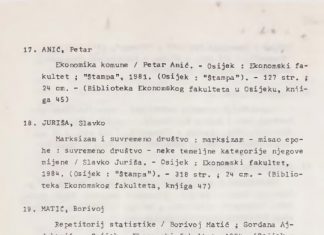 17. ANIĆ, Petar
Ekonomika komune / Petar Anić. - Osijek : Ekonomski fa-
kultet ; "Štampa", 1981. (Osijek : "Štampa"). - 127 str. ;
24 cm. - (Biblioteka Ekonomskog fakulteta u Osijeku, knji-
ga 45)
18. JURIŠA, Slavko
Marksizam i suvremeno društvo : marksizam - misao epo-
he : suvremeno društvo - neke temeljne kategorije njegove
mijene / Slavko Juriša. - Osijek : Ekonomski fakultet,
1984. (Osijek : "Štampa"). - 318 str. ; 24 cm. - (Biblio-
teka Ekonomskog fakulteta, knjiga 47)
19. MATIĆ, Borivoj
Repetitorij statistike / Borivoj Matić ; Gordana Aj-